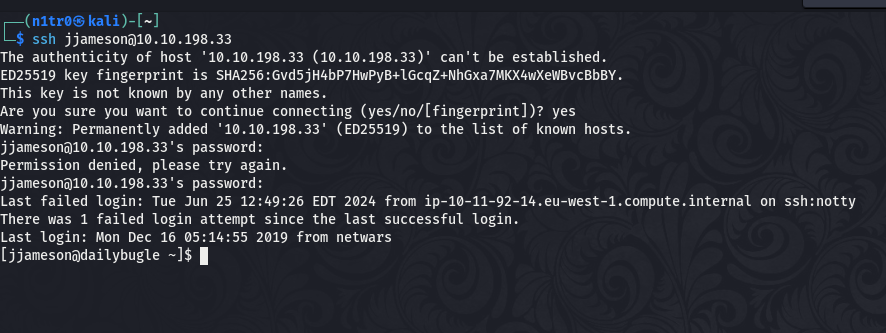 ┌──(n1tr0㉿kali)-[~]
└─$ ssh jjameson@10.10.198.33
The authenticity of host '10.10.198.33 (10.10.198.33)' can't be established.
ED25519 key fingerprint is SHA256:Gvd5jH4bP7HwPyB+lGcqZ+NhGxa7MKX4wXeWBvcBbBY.
This key is not known by any other names.
Are you sure you want to continue connecting (yes/no/[fingerprint])? yes
Warning: Permanently added '10.10.198.33' (ED25519) to the list of known hosts.
jjameson@10.10.198.33's password:
Permission denied, please try again.
jjameson@10.10.198.33's password:
Last failed login: Tue Jun 25 12:49:26 EDT 2024 from ip-10-11-92-14.eu-west-1.compute.internal on ssh:notty
There was 1 failed login attempt since the last successful login.
Last login: Mon Dec 16 05:14:55 2019 from netwars
[jjameson@dailybugle ~]$